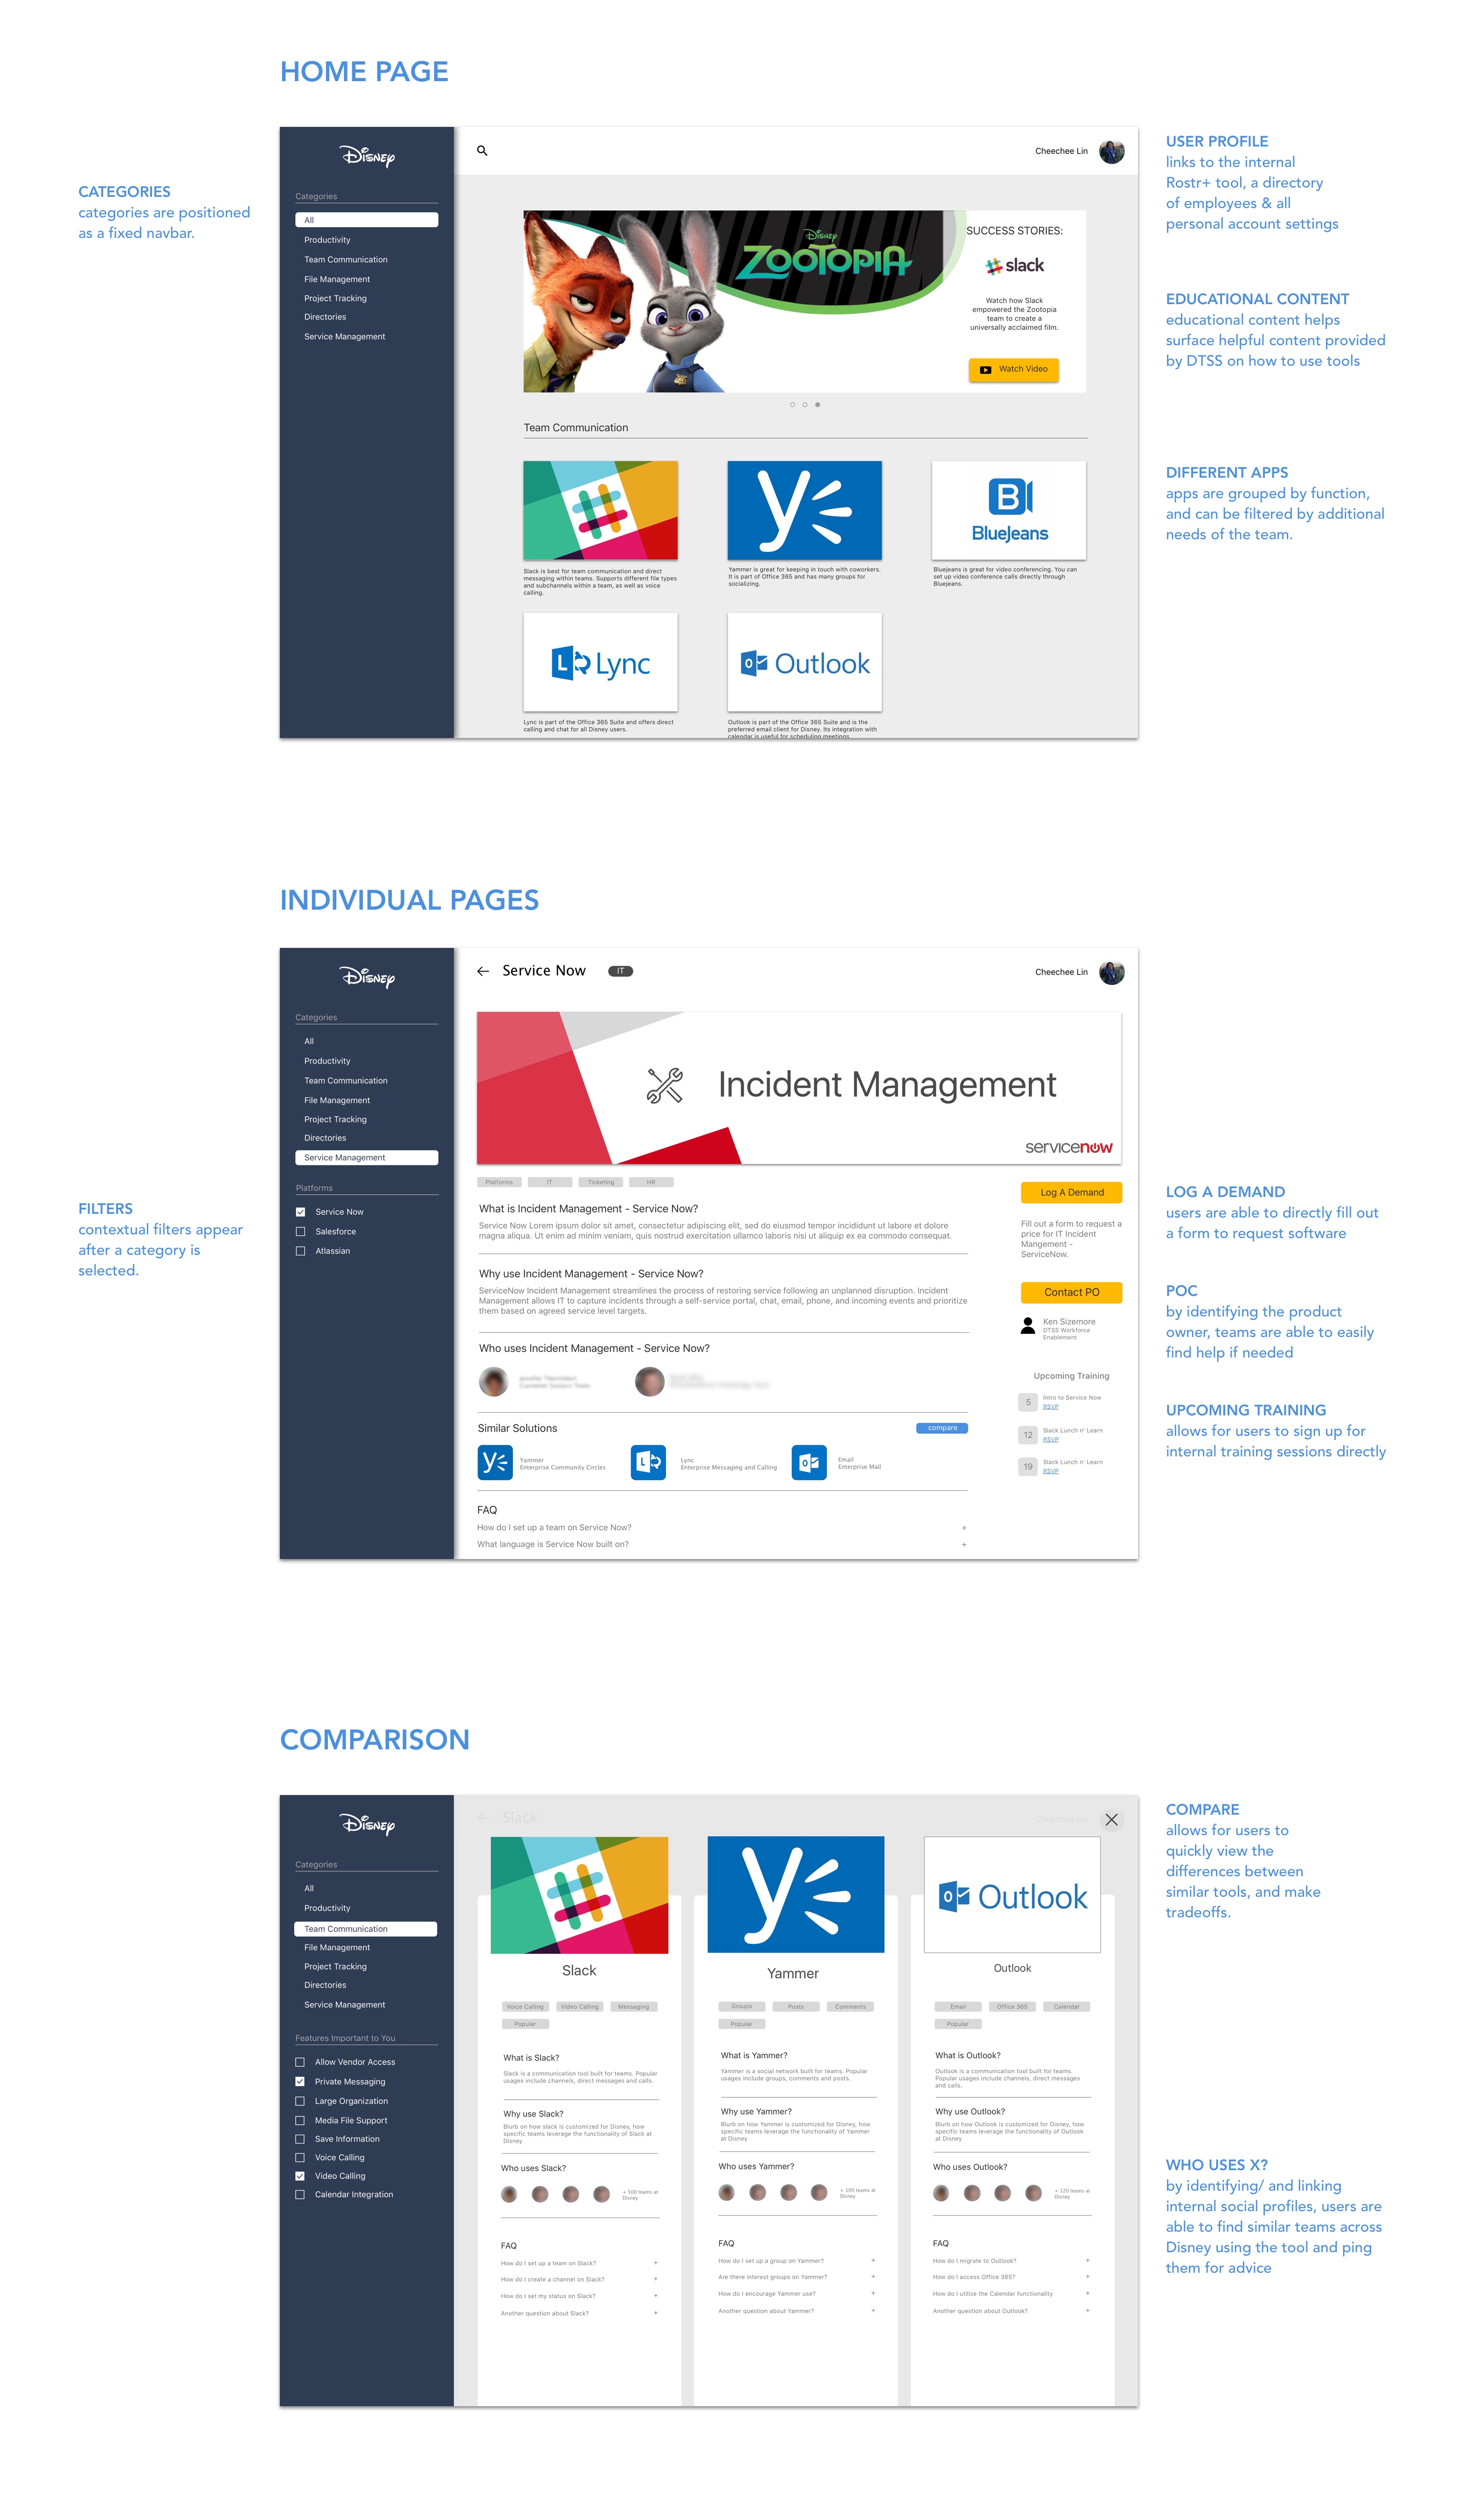 HOME PAGE
CATEGORIES
categories are positioned
as a fixed navbar.
Disney
Categories
All
Productivity
Team Communication
File Management
Project Tracking
Directories
Service Management
Cheechee Lin
Disney
ZOOTOPIA
SUCCESS STORIES:
slack
Watch how Slack
empowered the Zootopia
team to create a
universally acclaimed film.
Watch Video
Team Communication
Slack is best for team communication and direct
messaging within teams. Supports different file types
and subchannels within a team, as well as voice
calling.
Yammer is great for keeping in touch with coworkers.
It is part of Office 365 and has many groups for
socializing.
B
BlueJeans
Bluejeans is great for video conferencing. You can
set up video conference calls directly through
Bluejeans.
L Lync
Lync is part of the Office 365 Suite and offers direct
calling and chat for all Disney users.
Outlook
Outlook is part of the Office 365 Suite and is the
preferred email client for Disney. Its integration with
calendar is useful for scheduling meetings.
USER PROFILE
links to the internal
Rostr+ tool, a directory
of employees & all
personal account settings
EDUCATIONAL CONTENT
educational content helps
surface helpful content provided
by DTSS on how to use tools
DIFFERENT APPS
apps are grouped by function,
and can be filtered by additional
needs of the team.
INDIVIDUAL PAGES
FILTERS
contextual filters appear
after a category is
selected.
Disney
Categories
All
Productivity
Team Communication
File Management
Project Tracking
Directories
Service Management
Platforms
Service Now
Salesforce
Atlassian
Service Now IT
Cheechee Lin
Incident Management
servicenow
Platforms IT Ticketing HR
What is Incident Management - Service Now?
Service Now Lorem ipsum dolor sit amet, consectetur adipiscing elit, sed do eiusmod tempor incididunt ut labore et dolore
magna aliqua. Ut enim ad minim veniam, quis nostrud exercitation ullamco laboris nisi ut aliquip ex ea commodo consequat.
Why use Incident Management - Service Now?
ServiceNow Incident Management streamlines the process of restoring service following an unplanned disruption. Incident
Management allows IT to capture incidents through a self-service portal, chat, email, phone, and incoming events and prioritize
them based on agreed service level targets.
Who uses Incident Management - Service Now?
Similar Solutions
compare
Yammer
Enterprise Community Circles
Lync
Enterprise Messaging and Calling
Email
Enterprise Mail
FAQ
How do I set up a team on Service Now? +
What language is Service Now built on? +
Log A Demand
Fill out a form to request a
price for IT Incident
Mangement -
ServiceNow.
Contact PO
Ken Sizemore
DTSS Workforce
Enablement
Upcoming Training
5 Intro to Service Now
RSVP
12 Slack Lunch n' Learn
RSVP
19 Slack Lunch n' Learn
RSVP
LOG A DEMAND
users are able to directly fill out
a form to request software
POC
by identifying the product
owner, teams are able to easily
find help if needed
UPCOMING TRAINING
allows for users to sign up for
internal training sessions directly
COMPARISON
Disney
Categories
All
Productivity
Team Communication
File Management
Project Tracking
Directories
Service Management
Features Important to You
Allow Vendor Access
Private Messaging
Large Organization
Media File Support
Save Information
Voice Calling
Video Calling
Calendar Integration
Slack
Cheechee Lin
Slack
Voice Calling Video Calling Messaging
Popular
What is Slack?
Slack is a communication tool built for teams. Popular
usages include channels, direct messages and calls.
Why use Slack?
Blurb on how slack is customized for Disney, how
specific teams leverage the functionality of Slack at
Disney
Who uses Slack?
+ 500 teams at
Disney
FAQ
How do I set up a team on Slack? +
How do I create a channel on Slack? +
How do I set my status on Slack? +
Another question about Slack? +
Yammer
Groups Posts Comments
Popular
What is Yammer?
Yammer is a social network built for teams. Popular
usages include groups, comments and posts.
Why use Yammer?
Blurb on how Yammer is customized for Disney, how
specific teams leverage the functionality of Yammer
at Disney
Who uses Yammer?
+ 100 teams at
Disney
FAQ
How do I set up a group on Yammer? +
Are there interest groups on Yammer? +
How do I encourage Yammer use? +
Another question about Yammer? +
Outlook
Outlook
Email Office 365 Calendar
Popular
What is Outlook?
Outlook is a communication tool built for teams.
Popular usages include channels, direct messages
and calls.
Why use Outlook?
Blurb on how Outlook is customized for Disney, how
specific teams leverage the functionality of Outlook
at Disney
Who uses Outlook?
+ 120 teams at
Disney
FAQ
How do I migrate to Outlook? +
How do I access Office 365? +
How do I utilize the Calendar functionality +
Another question about Outlook? +
COMPARE
allows for users to
quickly view the
differences between
similar tools, and make
tradeoffs.
WHO USES X?
by identifying/ and linking
internal social profiles, users are
able to find similar teams across
Disney using the tool and ping
them for advice